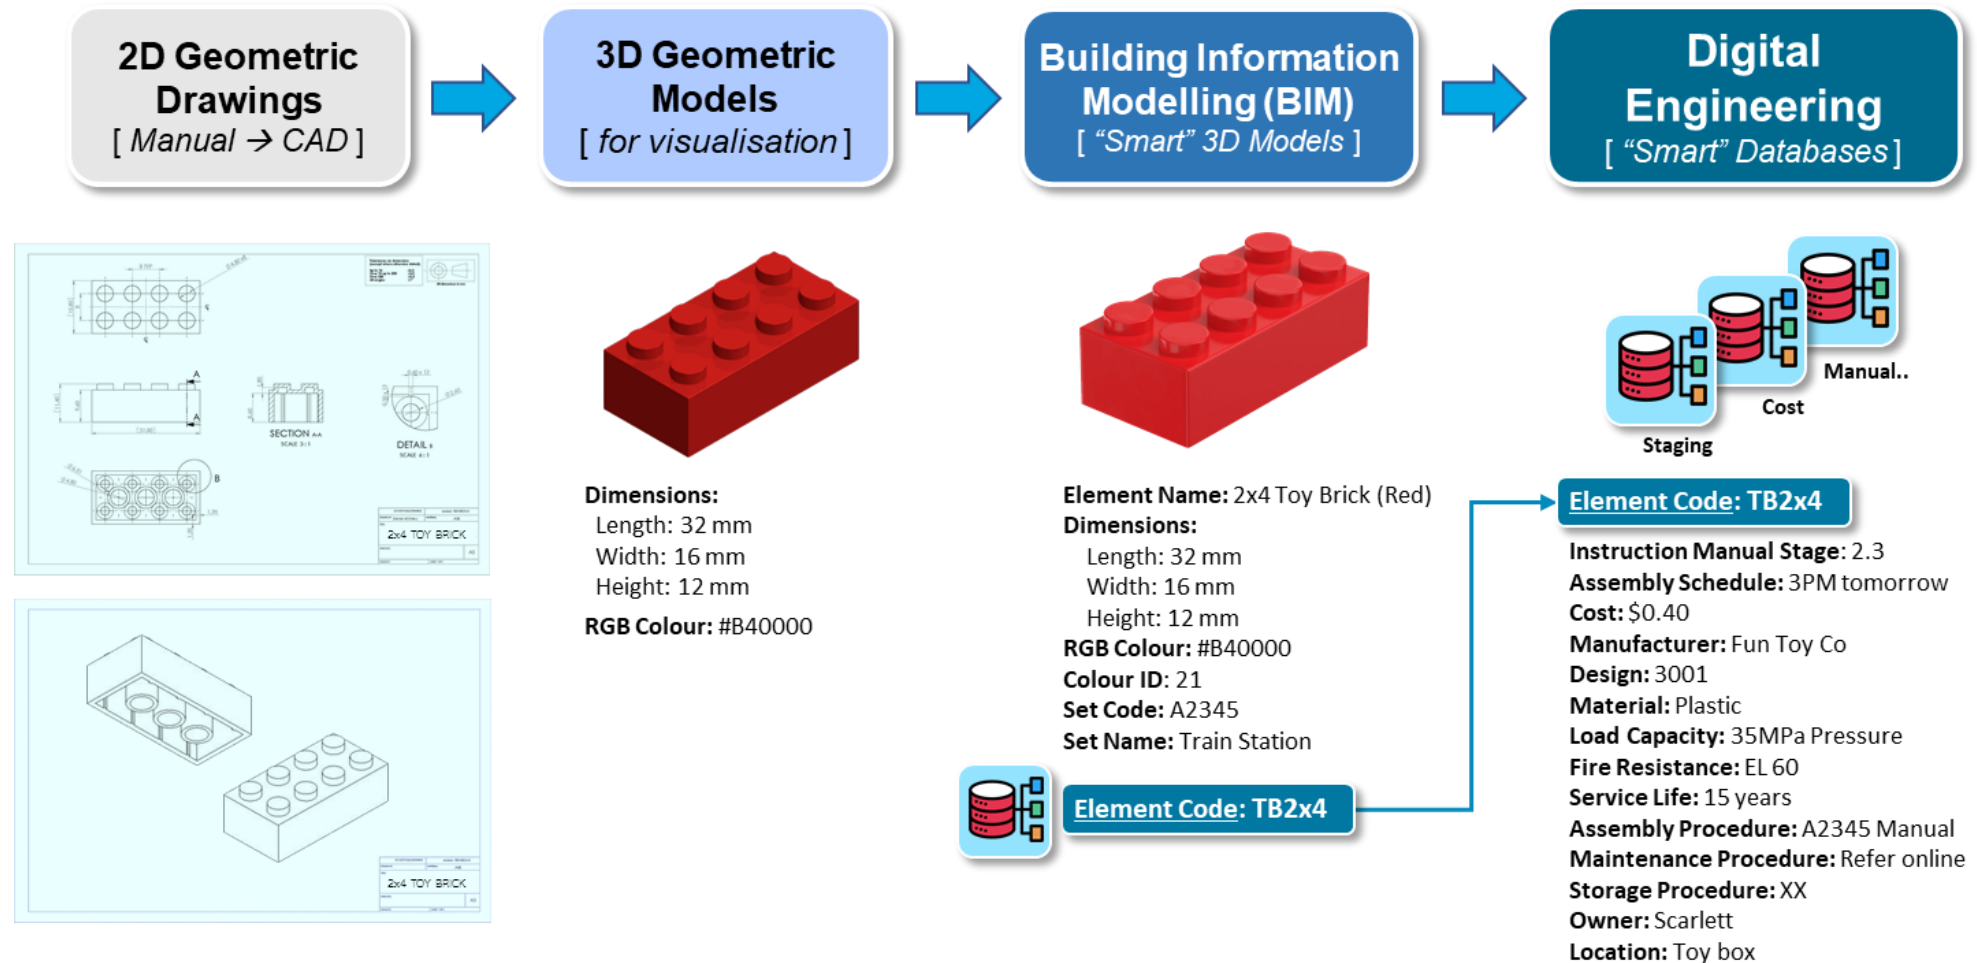 2D Geometric
Drawings
[ Manual → CAD ]
3D Geometric
Models
[ for visualisation ]
Building Information
Modelling (BIM)
[ “Smart” 3D Models ]
Digital
Engineering
[ “Smart” Databases ]
A
A
SECTION A-A
SCALE 3:1
DETAIL B
SCALE 6:1
B
2x4 TOY BRICK
2x4 TOY BRICK
Dimensions:
Length: 32 mm
Width: 16 mm
Height: 12 mm
RGB Colour: #B40000
Element Name: 2x4 Toy Brick (Red)
Dimensions:
Length: 32 mm
Width: 16 mm
Height: 12 mm
RGB Colour: #B40000
Colour ID: 21
Set Code: A2345
Set Name: Train Station
Element Code: TB2x4
Manual..
Cost
Staging
Element Code: TB2x4
Instruction Manual Stage: 2.3
Assembly Schedule: 3PM tomorrow
Cost: $0.40
Manufacturer: Fun Toy Co
Design: 3001
Material: Plastic
Load Capacity: 35MPa Pressure
Fire Resistance: EL 60
Service Life: 15 years
Assembly Procedure: A2345 Manual
Maintenance Procedure: Refer online
Storage Procedure: XX
Owner: Scarlett
Location: Toy box